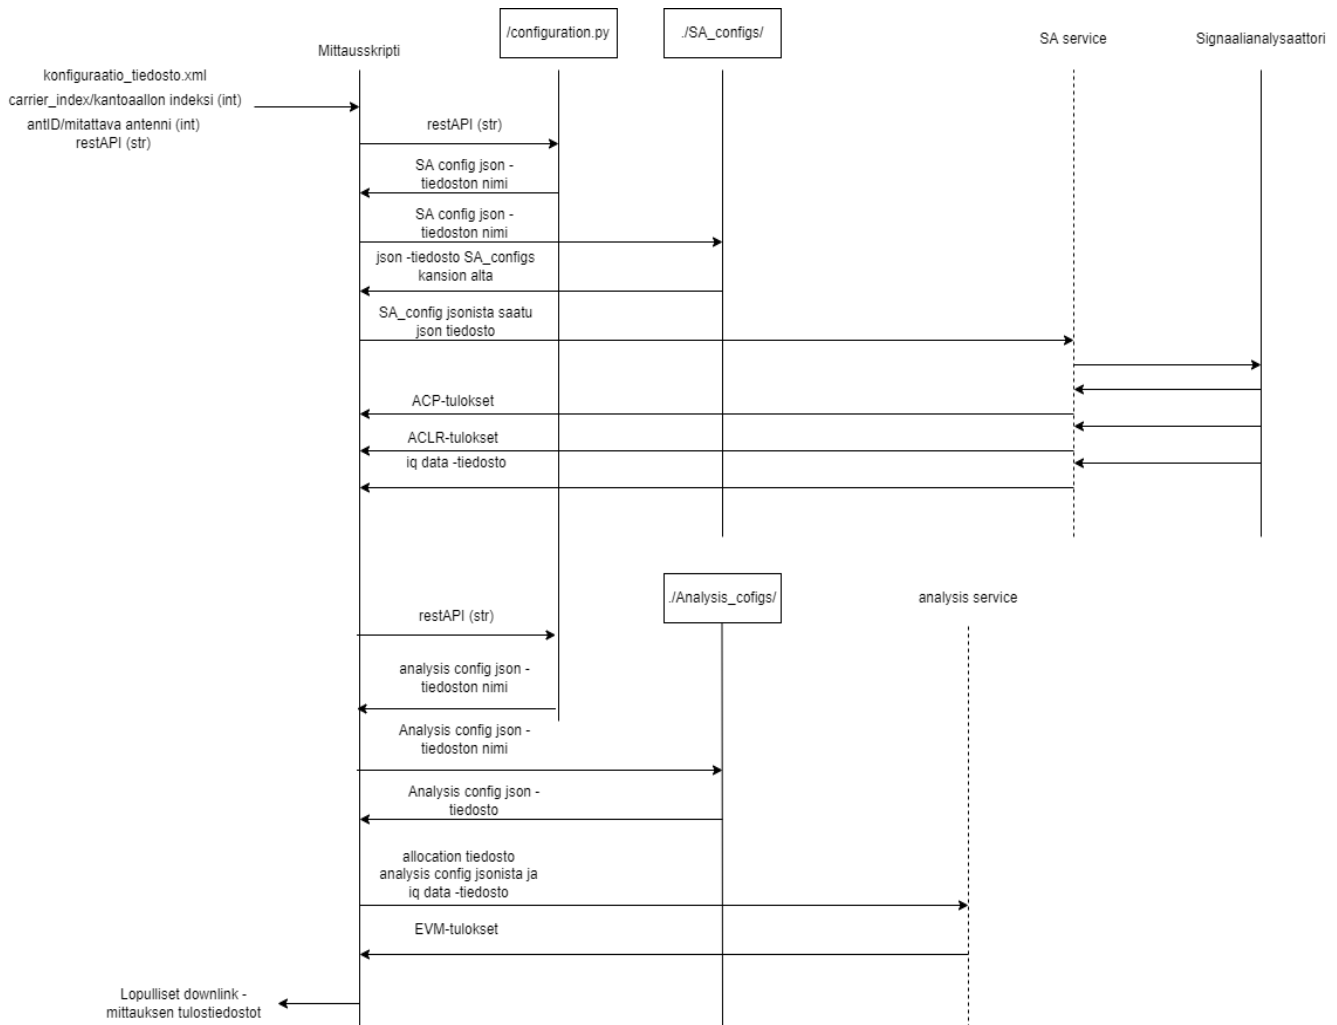 /configuration.py
./SA_configs/
Mittausskripti
SA service
Signaalianalysaattori
konfiguraatio_tiedosto.xml
carrier_index/kantoaallon indeksi (int)
antID/mitattava antenni (int)
restAPI (str)
restAPI (str)
SA config json -
tiedoston nimi
SA config json -
tiedoston nimi
json -tiedosto SA_configs
kansion alta
SA_config jsonista saatu
json tiedosto
ACP-tulokset
ACLR-tulokset
iq data -tiedosto
./Analysis_cofigs/
analysis service
restAPI (str)
analysis config json -
tiedoston nimi
Analysis config json -
tiedoston nimi
Analysis config json -
tiedosto
allocation tiedosto
analysis config jsonista ja
iq data -tiedosto
EVM-tulokset
Lopulliset downlink -
mittauksen tulostiedostot